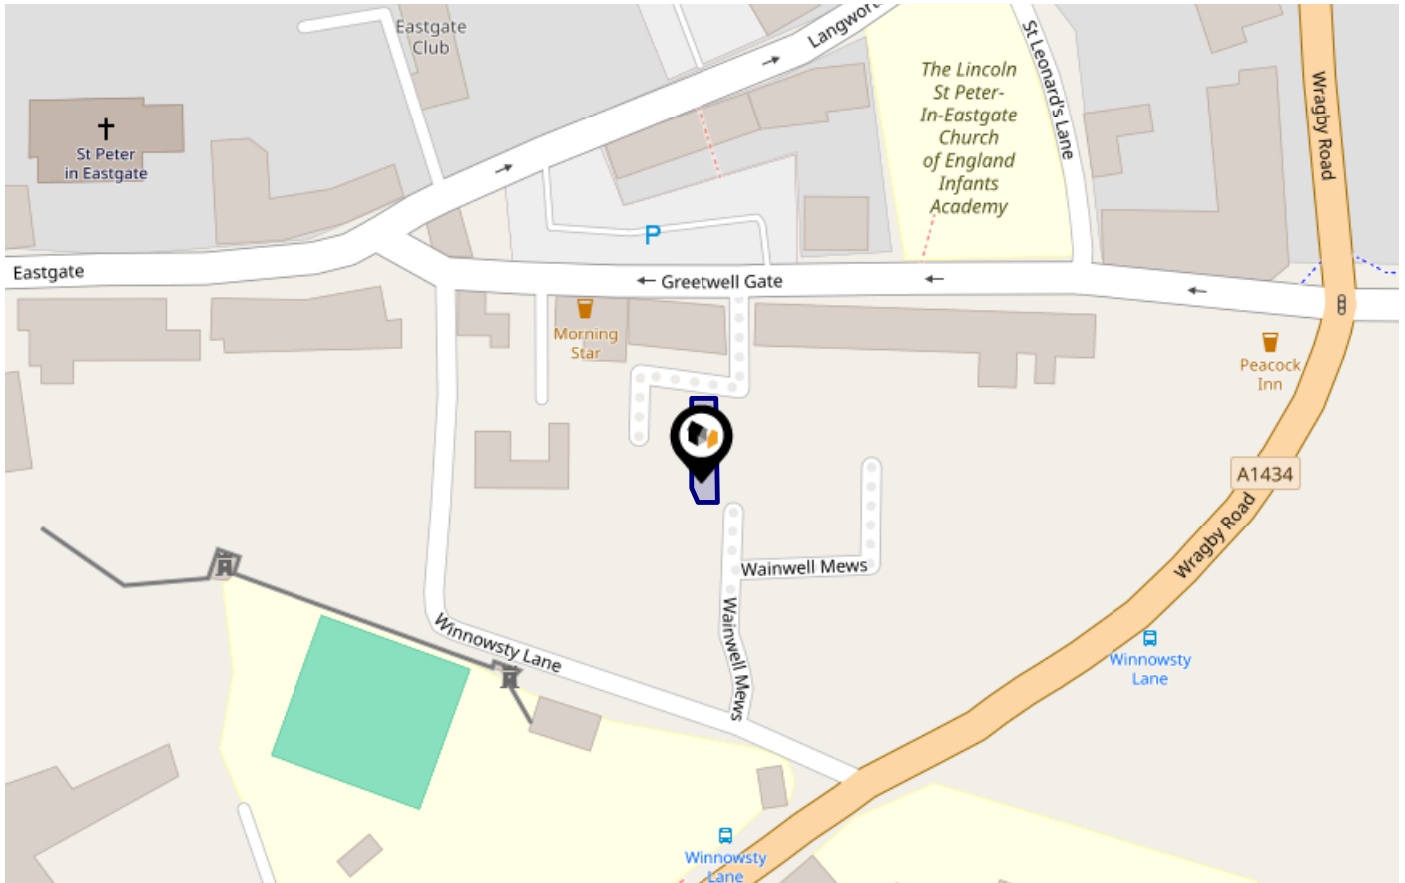 Eastgate
Club
Langwor
St Leonard's Lane
The Lincoln
St Peter-
In-Eastgate
Church
of England
Infants
Academy
Wragby Road
St Peter
in Eastgate
P
Eastgate
Greetwell Gate
Morning
Star
Peacock
Inn
A1434
Wragby Road
Wainwell Mews
Wainwell Mews
Winnowsty Lane
Winnowsty
Lane
Winnowsty
Lane